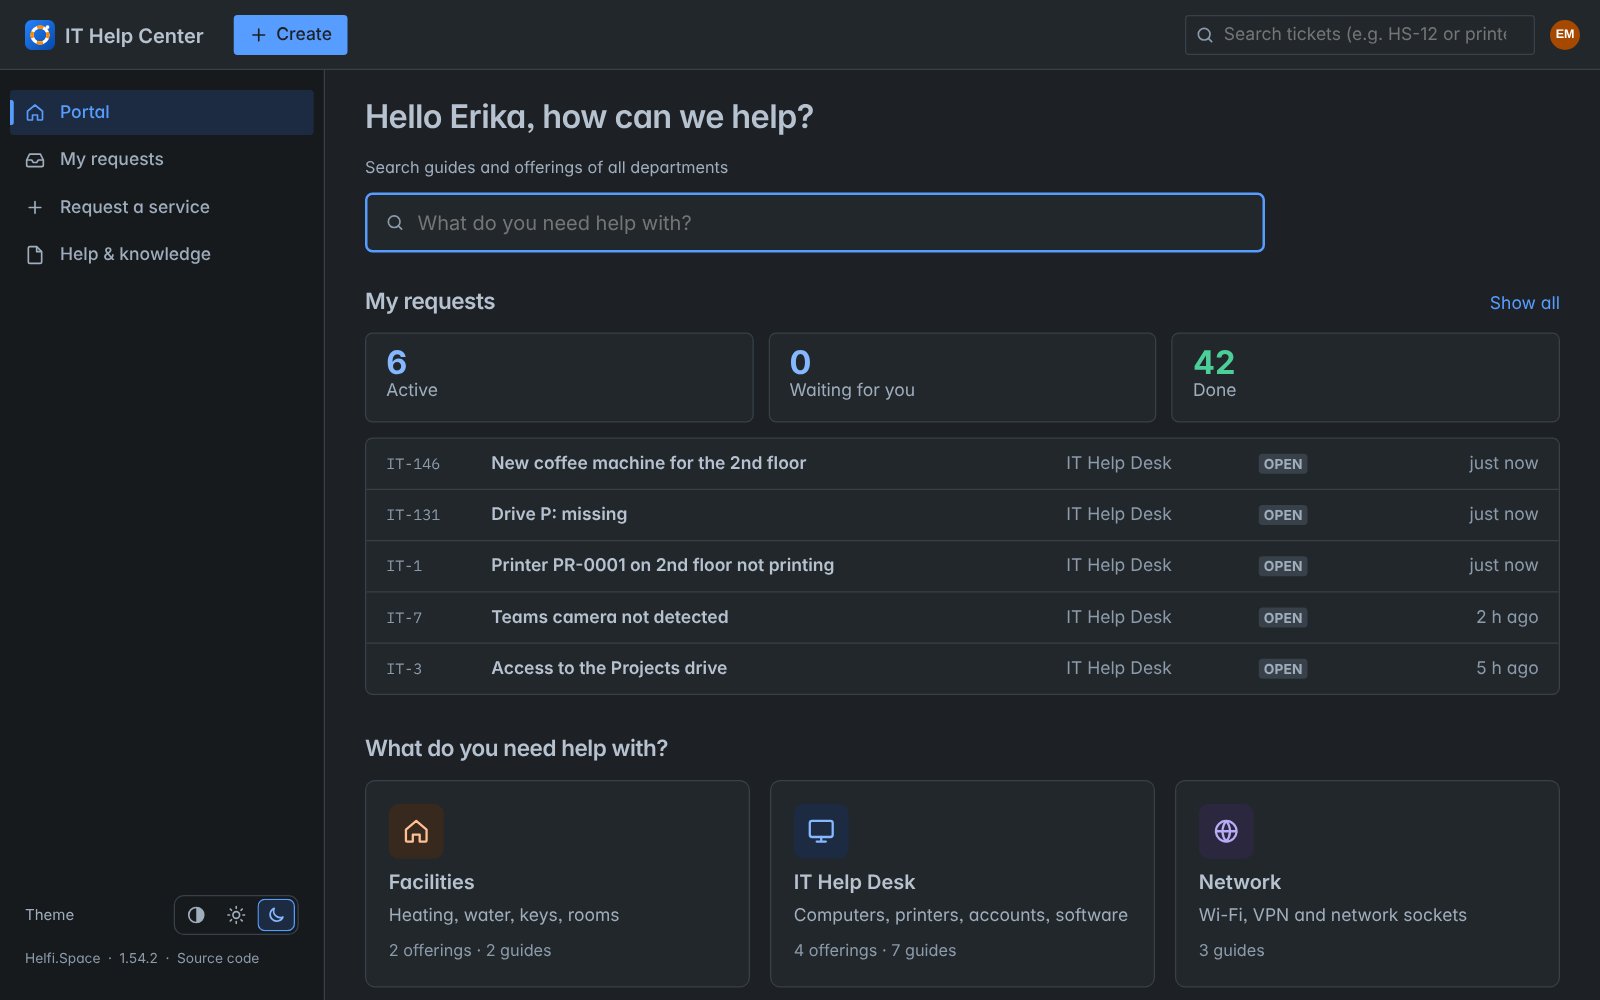 IT Help Center
Create
Search tickets (e.g. HS-12 or print
EM
Portal
My requests
Request a service
Help & knowledge
Hello Erika, how can we help?
Search guides and offerings of all departments
What do you need help with?
My requests
Show all
6
Active
0
Waiting for you
42
Done
IT-146 New coffee machine for the 2nd floor IT Help Desk OPEN just now
IT-131 Drive P: missing IT Help Desk OPEN just now
IT-1 Printer PR-0001 on 2nd floor not printing IT Help Desk OPEN just now
IT-7 Teams camera not detected IT Help Desk OPEN 2 h ago
IT-3 Access to the Projects drive IT Help Desk OPEN 5 h ago
What do you need help with?
Facilities
Heating, water, keys, rooms
2 offerings · 2 guides
IT Help Desk
Computers, printers, accounts, software
4 offerings · 7 guides
Network
Wi-Fi, VPN and network sockets
3 guides
Theme
Helfi.Space · 1.54.2 · Source code